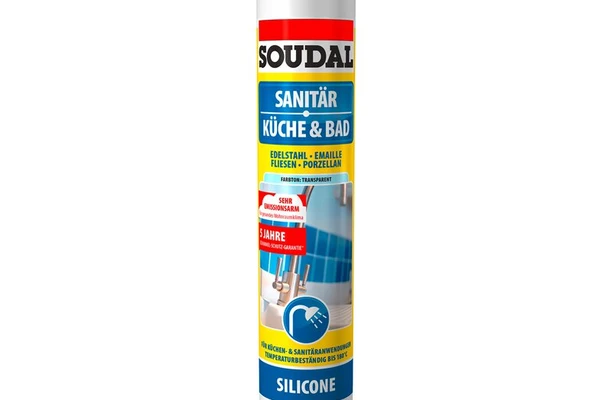 SOUDAL
SANITÄR
KÜCHE & BAD
EDELSTAHL · EMAILLE
FLIESEN · PORZELLAN
FARBTON: TRANSPARENT
SEHR
EMISSIONSARM
5 JAHRE
FÜR KÜCHEN- & SANITÄRANWENDUNGEN
TEMPERATURBESTÄNDIG BIS 180°C
SILICONE